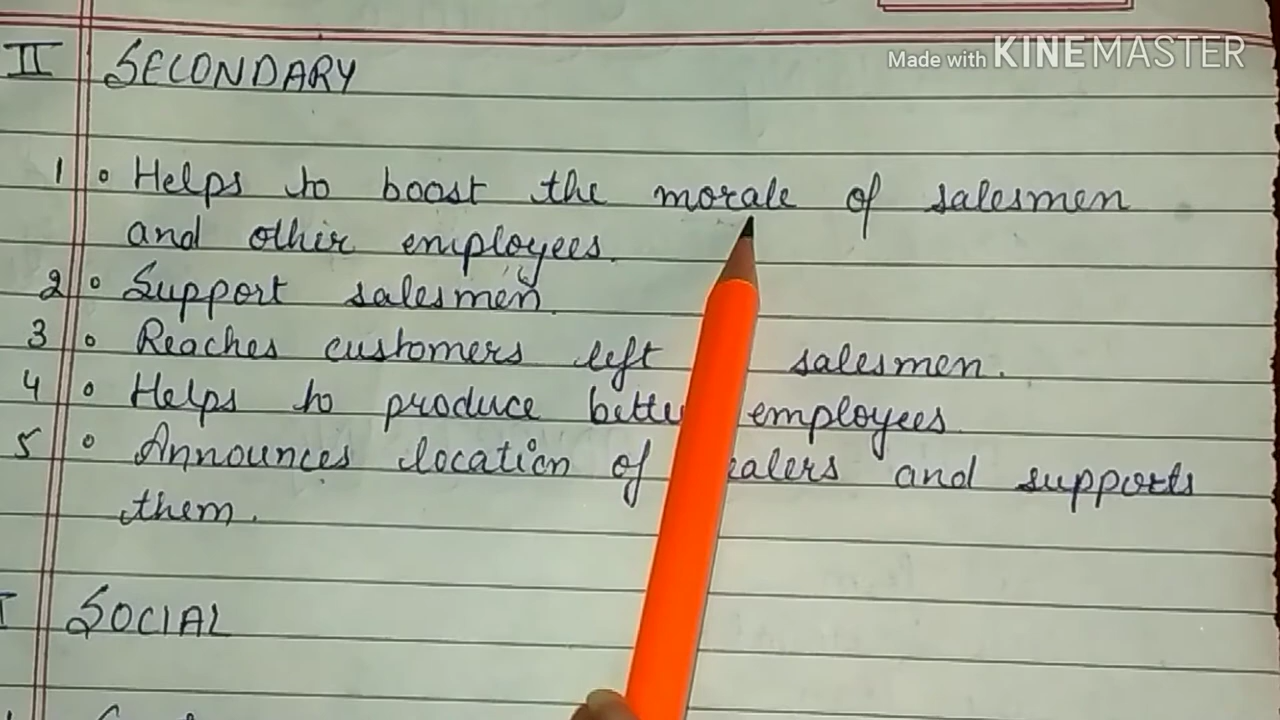 Made with KINEMASTER
II SECONDARY
1 Helps to boost the morale of salesmen
and other employees.
2 Support salesmen.
3 Reaches customers left salesmen.
4 Helps to produce employees
5 Announces location of and supports
them.
SOCIAL